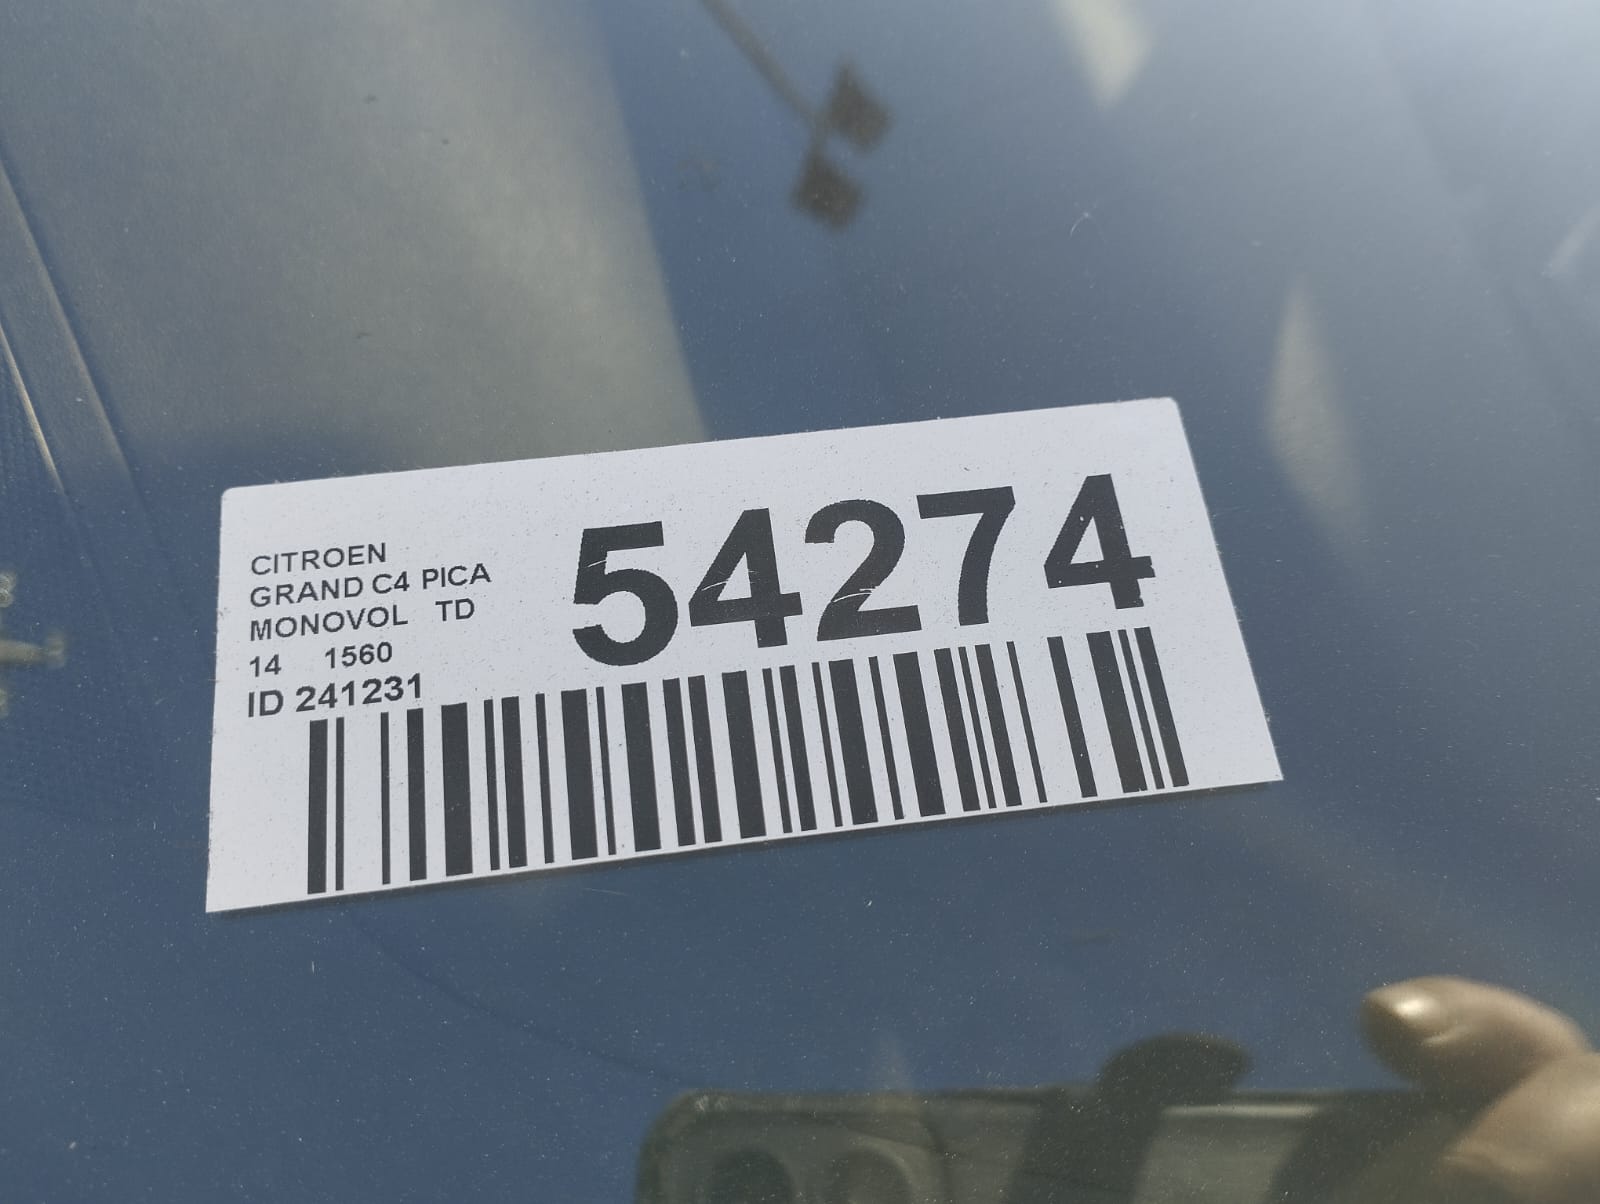 CITROEN
GRAND C4 PICA
MONOVOL TD
14 1560
ID 241231
54274